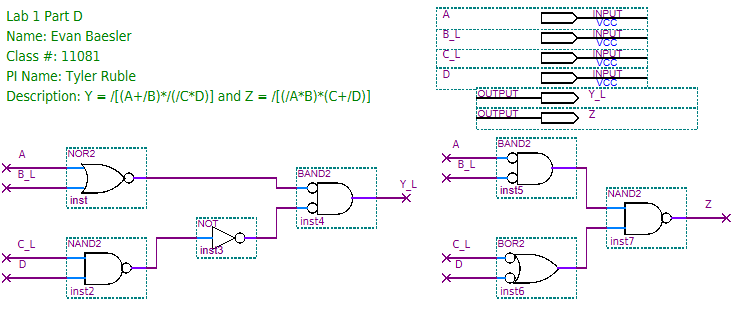 Lab 1 Part D
Name: Evan Baesler
Class #: 11081
PI Name: Tyler Ruble
Description: Y = /[(A+/B)*/(/C*D)] and Z = /[(/A*B)*(C+/D)]
A INPUT VCC
B_L INPUT VCC
C_L INPUT VCC
D INPUT VCC
OUTPUT Y_L
OUTPUT Z
NOR2
A
B_L
inst
NAND2
C_L
D
inst2
NOT
inst3
BAND2
inst4
Y_L
BAND2
A
B_L
inst5
BOR2
C_L
D
inst6
NAND2
inst7
Z